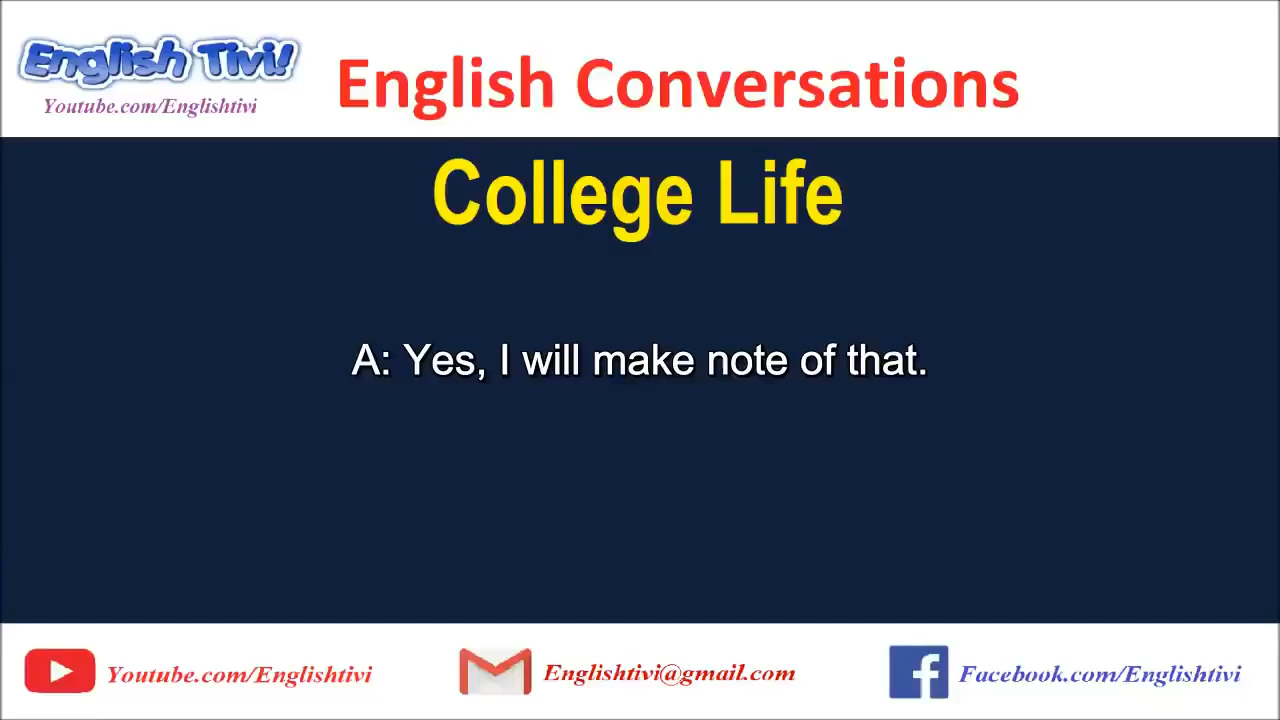 English Tivi!
Youtube.com/Englishtivi
English Conversations
College Life
A: Yes, I will make note of that.
Youtube.com/Englishtivi
Englishtivi@gmail.com
Facebook.com/Englishtivi